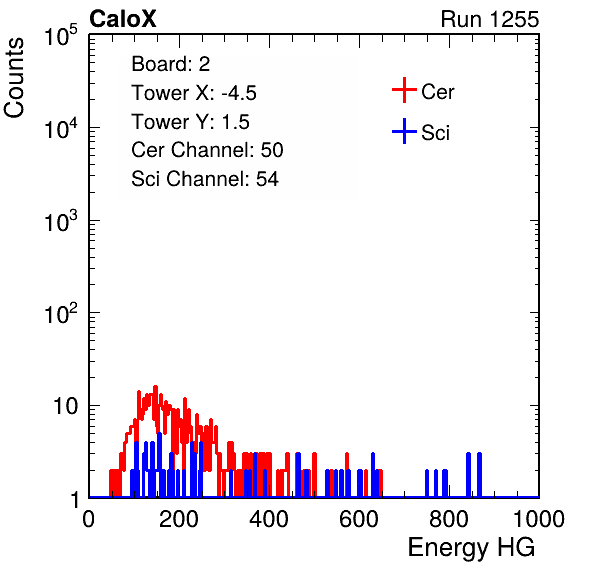 CaloX Run 1255
Counts
10^5
10^4
10^3
10^2
10
1
Board: 2
Tower X: -4.5
Tower Y: 1.5
Cer Channel: 50
Sci Channel: 54
Cer
Sci
0 200 400 600 800 1000
Energy HG